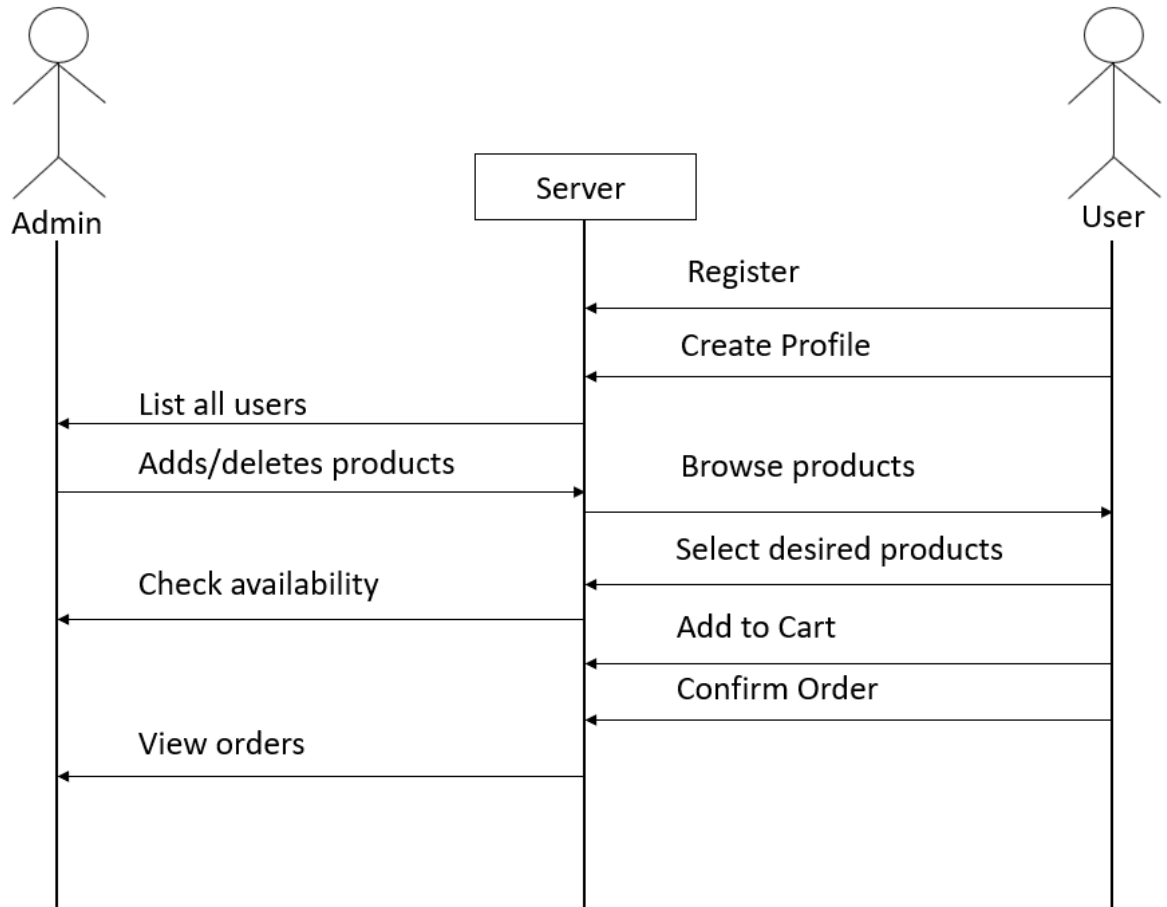 Server
Admin
User
Register
Create Profile
List all users
Adds/deletes products
Browse products
Select desired products
Check availability
Add to Cart
Confirm Order
View orders